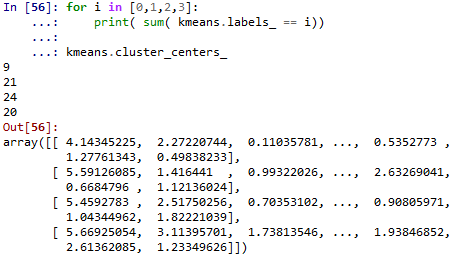 In [56]: for i in [0,1,2,3]:
    ...:     print( sum( kmeans.labels_ == i))
    ...:
    ...: kmeans.cluster_centers_
9
21
24
20
Out[56]:
array([[ 4.14345225,  2.27220744,  0.11035781, ...,  0.5352773 ,
         1.27761343,  0.49838233],
       [ 5.59126085,  1.416441  ,  0.99322026, ...,  2.63269041,
         0.6684796 ,  1.12136024],
       [ 5.4592783 ,  2.51750256,  0.70353102, ...,  0.90805971,
         1.04344962,  1.82221039],
       [ 5.66925054,  3.11395701,  1.73813546, ...,  1.93846852,
         2.61362085,  1.23349626]])